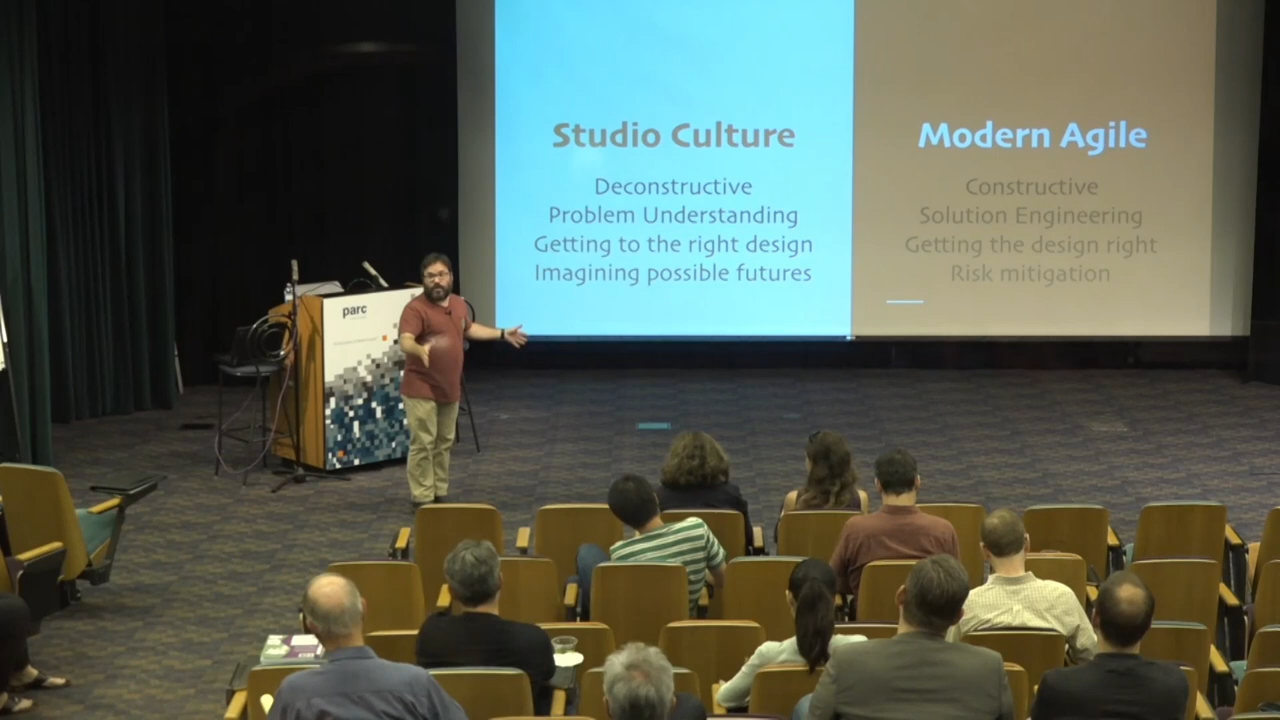 Studio Culture
Deconstructive
Problem Understanding
Getting to the right design
Imagining possible futures
Modern Agile
Constructive
Solution Engineering
Getting the design right
Risk mitigation
parc